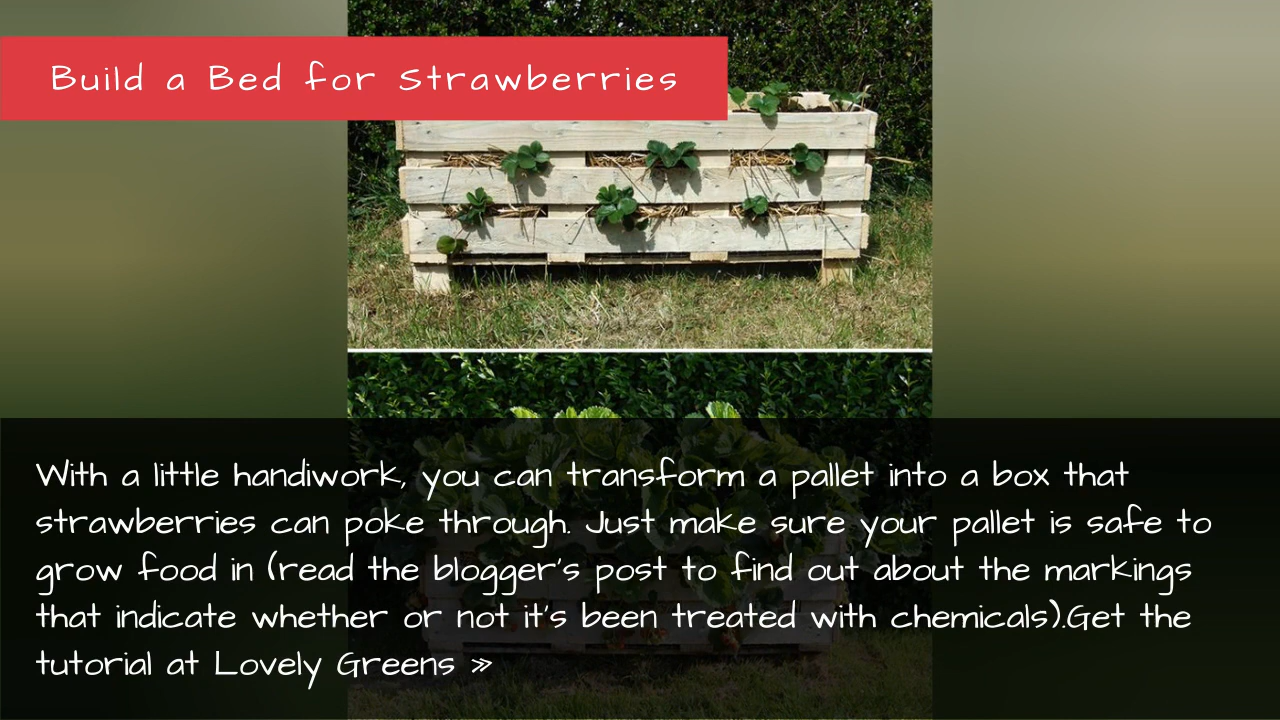 Build a Bed for Strawberries
With a little handiwork, you can transform a pallet into a box that
strawberries can poke through. Just make sure your pallet is safe to
grow food in (read the blogger's post to find out about the markings
that indicate whether or not it's been treated with chemicals).Get the
tutorial at Lovely Greens »